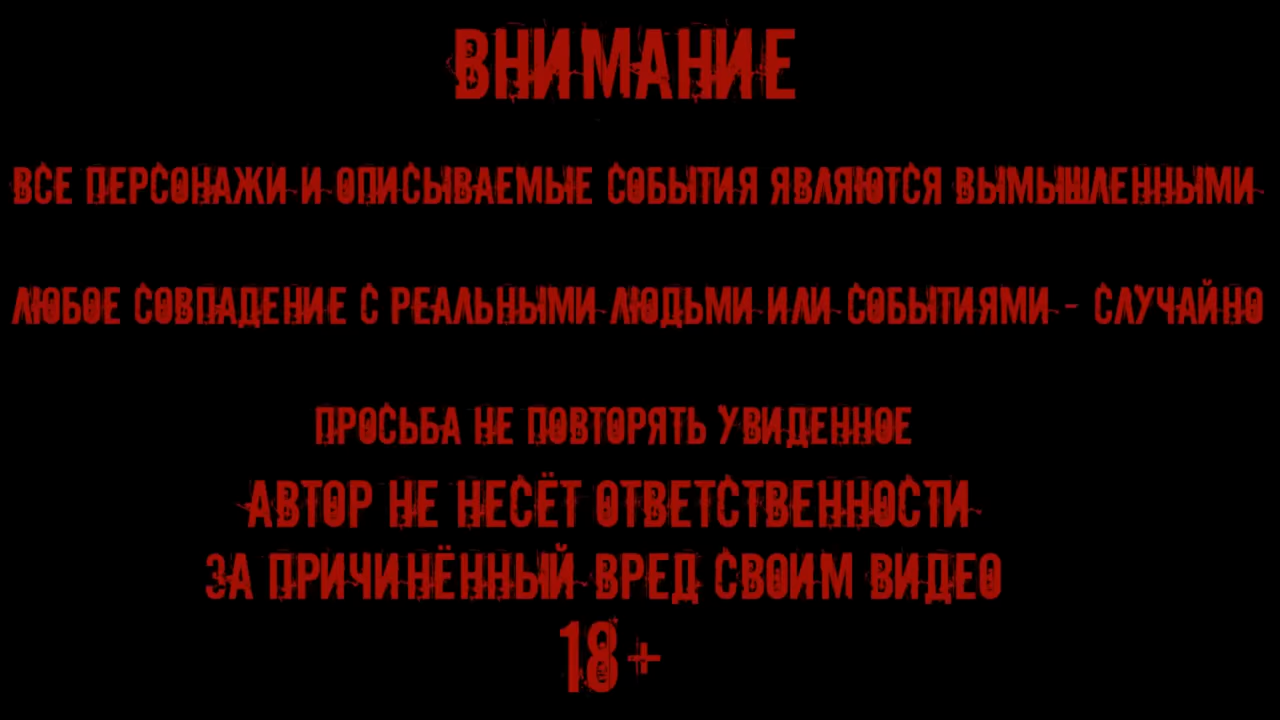 ВНИМАНИЕ
ВСЕ ПЕРСОНАЖИ И ОПИСЫВАЕМЫЕ СОБЫТИЯ ЯВЛЯЮТСЯ ВЫМЫШЛЕННЫМИ
ЛЮБОЕ СОВПАДЕНИЕ С РЕАЛЬНЫМИ ЛЮДЬМИ ИЛИ СОБЫТИЯМИ - СЛУЧАЙНО
ПРОСЬБА НЕ ПОВТОРЯТЬ УВИДЕННОЕ
АВТОР НЕ НЕСЁТ ОТВЕТСТВЕННОСТИ
ЗА ПРИЧИНЁННЫЙ ВРЕД СВОИМ ВИДЕО
18+